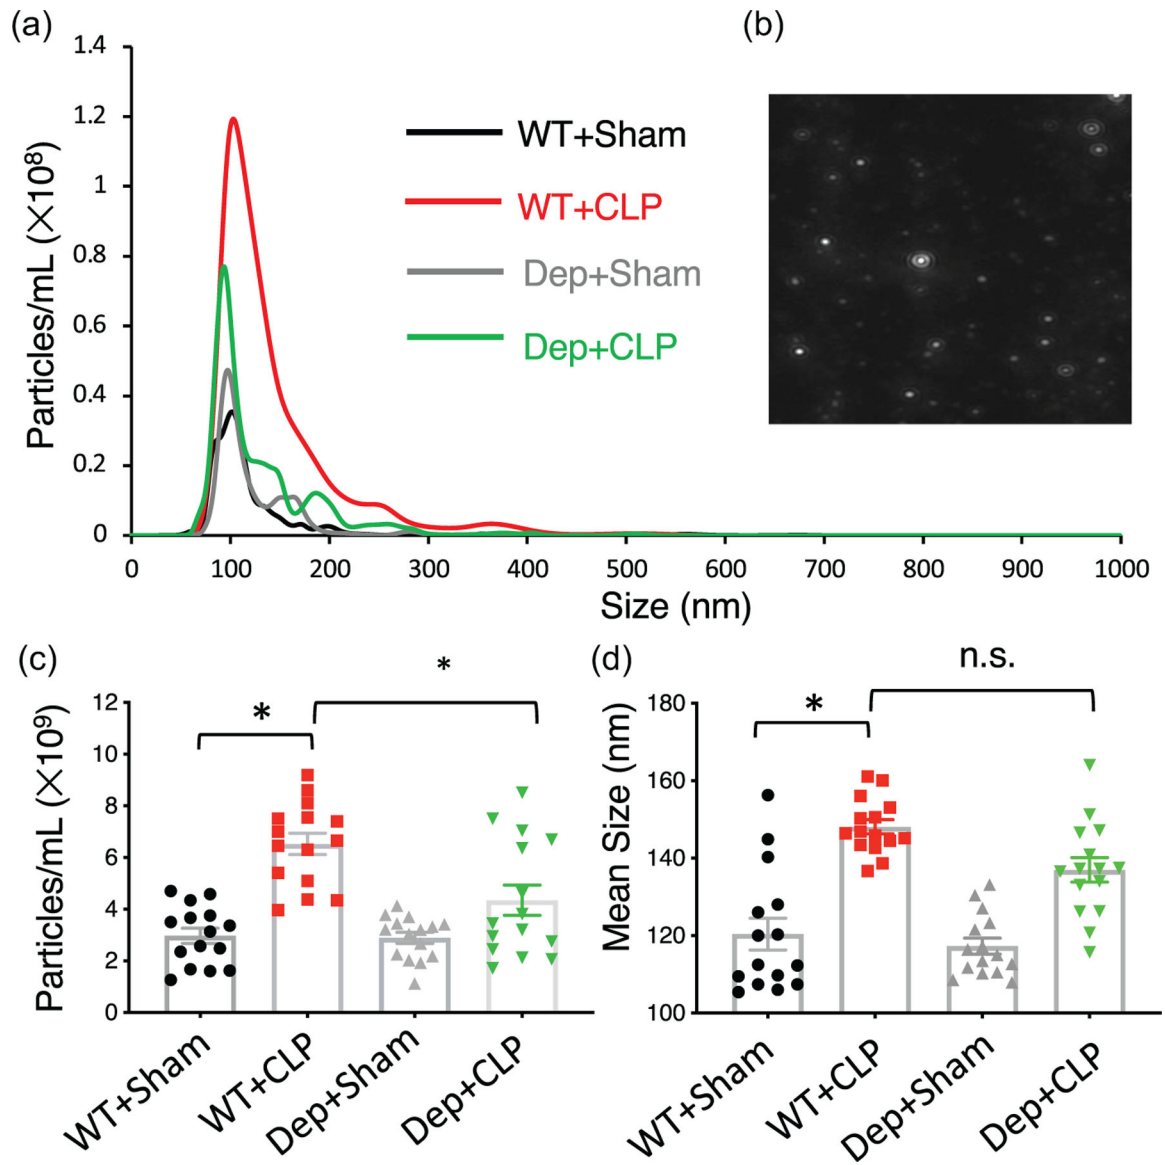 (a)
(b)
1.4
1.2
1
0.8
0.6
0.4
0.2
0
Particles/mL (×10⁸)
WT+Sham
WT+CLP
Dep+Sham
Dep+CLP
0 100 200 300 400 500 600 700 800 900 1000
Size (nm)
(c)
*
*
12
10
8
6
4
2
0
Particles/mL (×10⁹)
WT+Sham
WT+CLP
Dep+Sham
Dep+CLP
(d)
n.s.
*
180
160
140
120
100
Mean Size (nm)
WT+Sham
WT+CLP
Dep+Sham
Dep+CLP